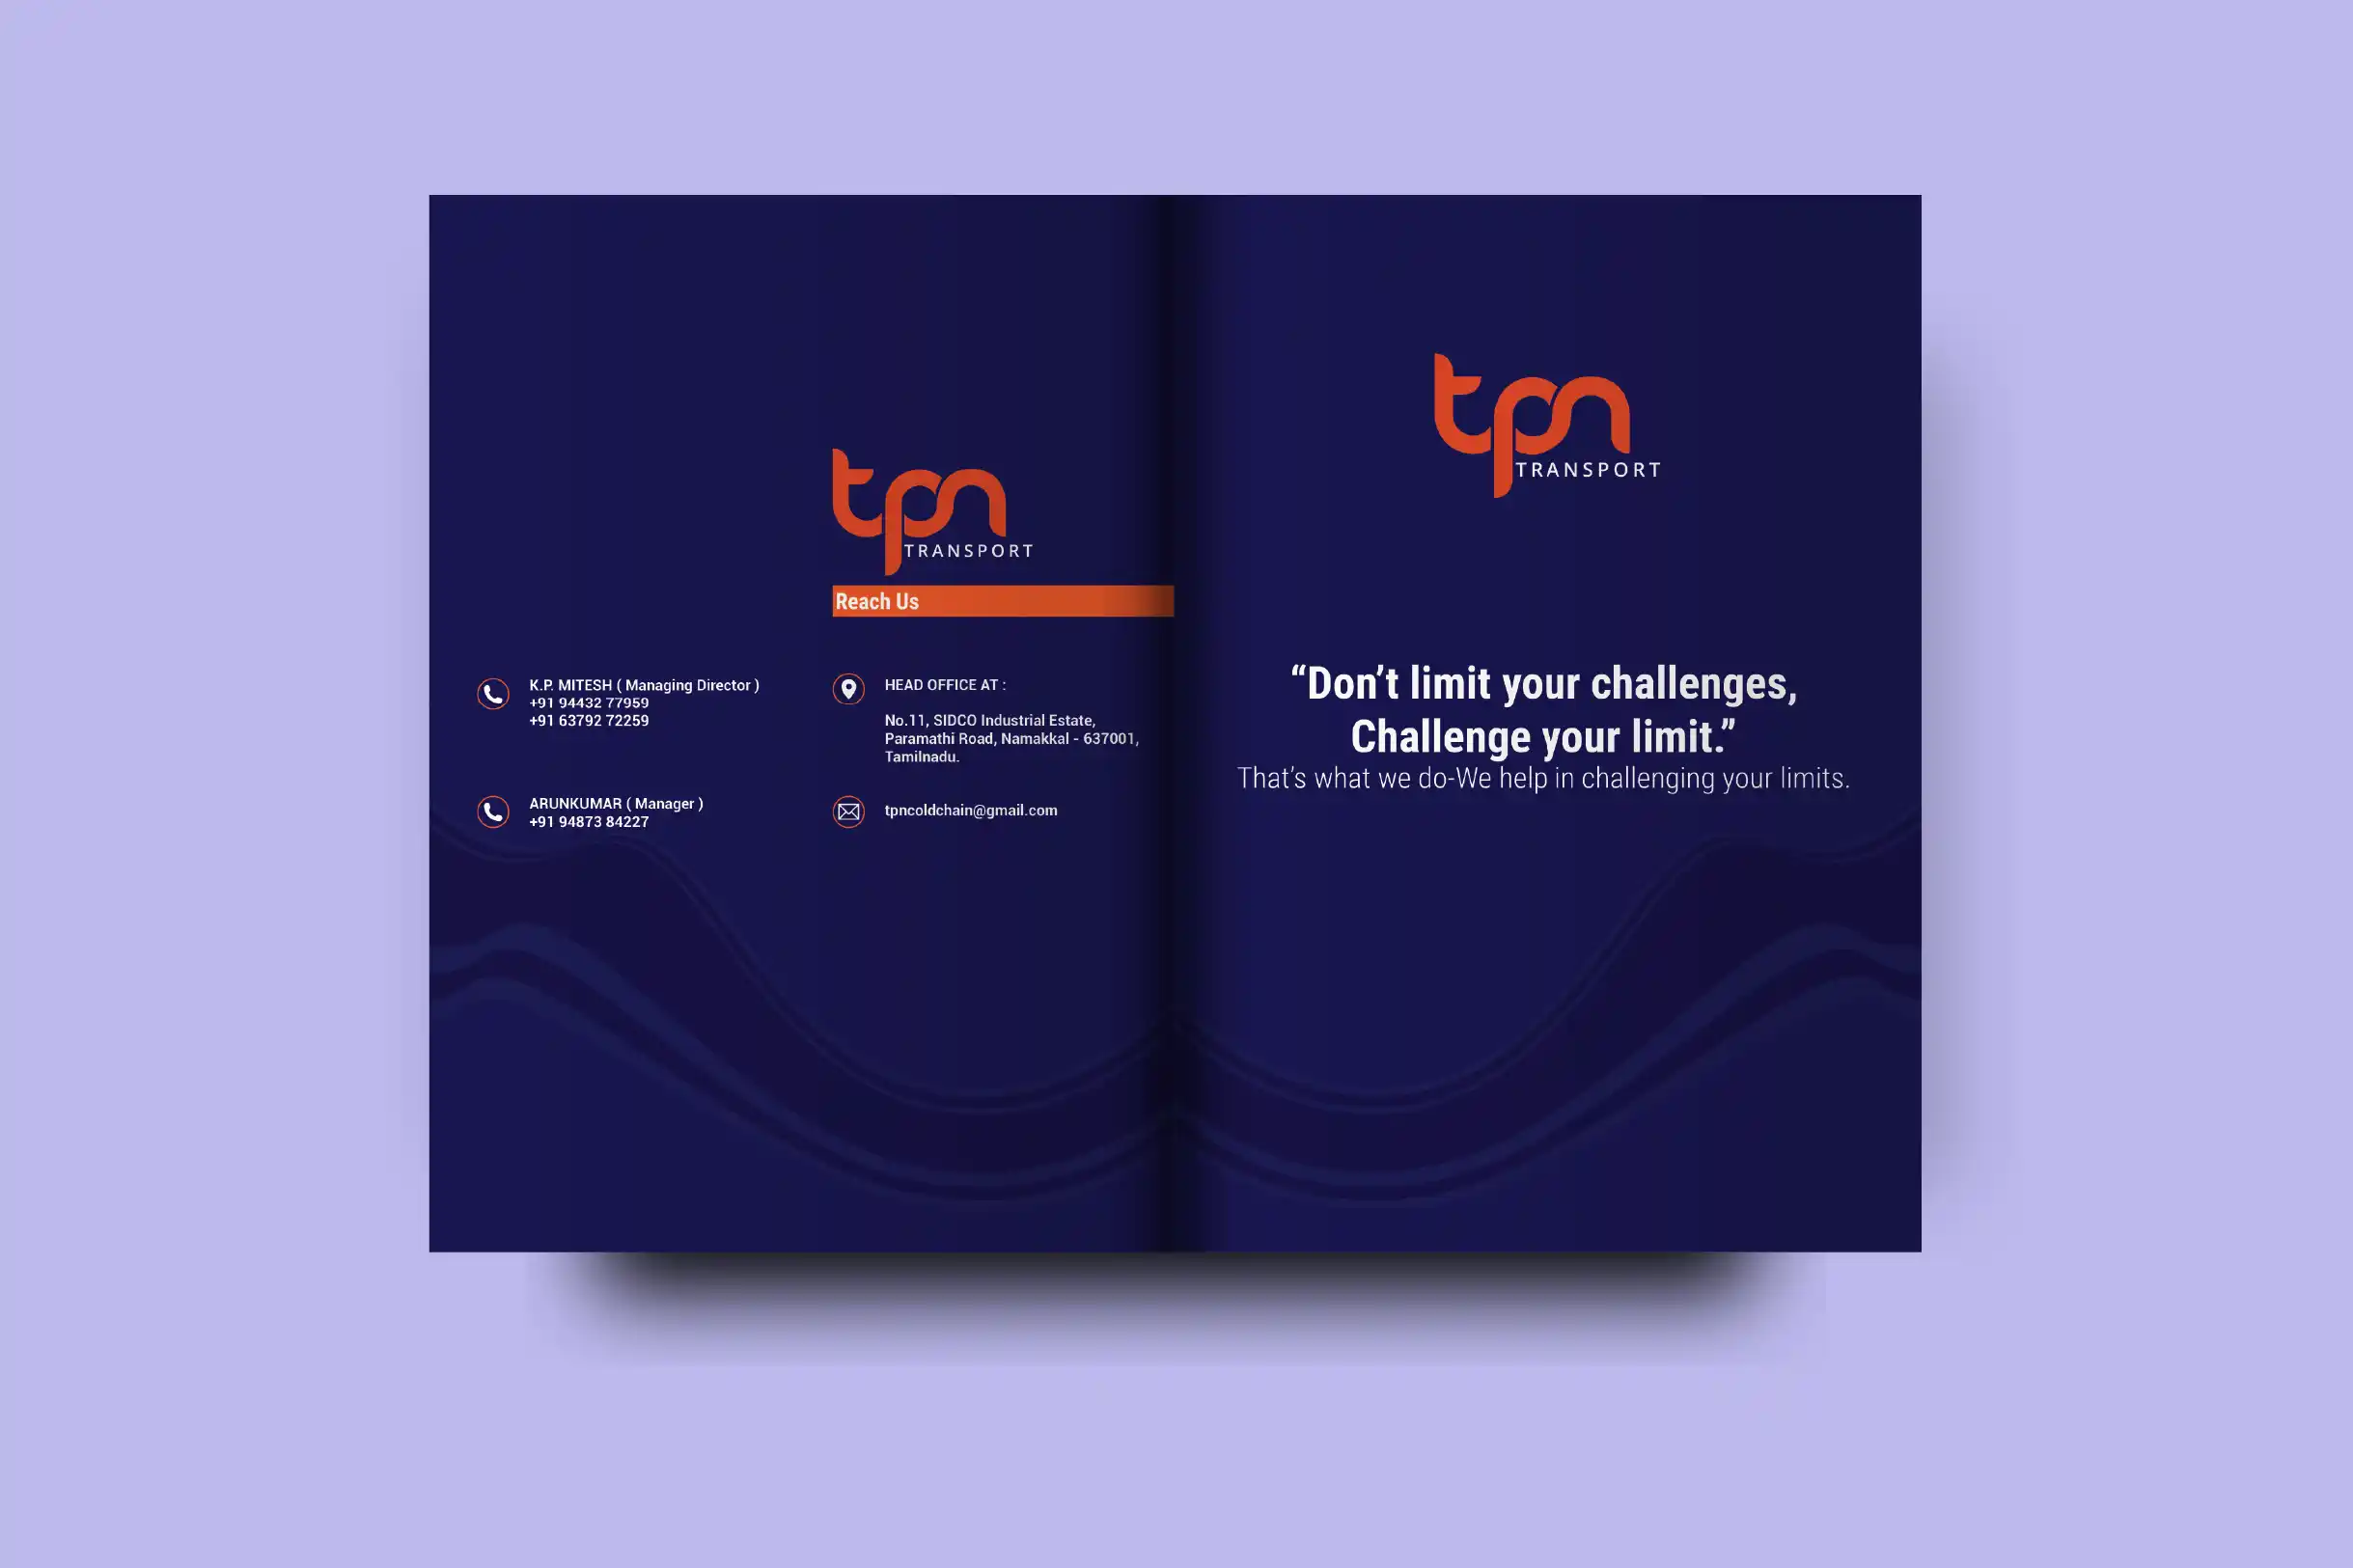 tpn
TRANSPORT
Reach Us
K.P. MITESH ( Managing Director )
+91 94432 77959
+91 63792 72259
ARUNKUMAR ( Manager )
+91 94873 84227
HEAD OFFICE AT :
No.11, SIDCO Industrial Estate,
Paramathi Road, Namakkal - 637001,
Tamilnadu.
tpncoldchain@gmail.com
tpn
TRANSPORT
“Don’t limit your challenges,
Challenge your limit.”
That’s what we do-We help in challenging your limits.